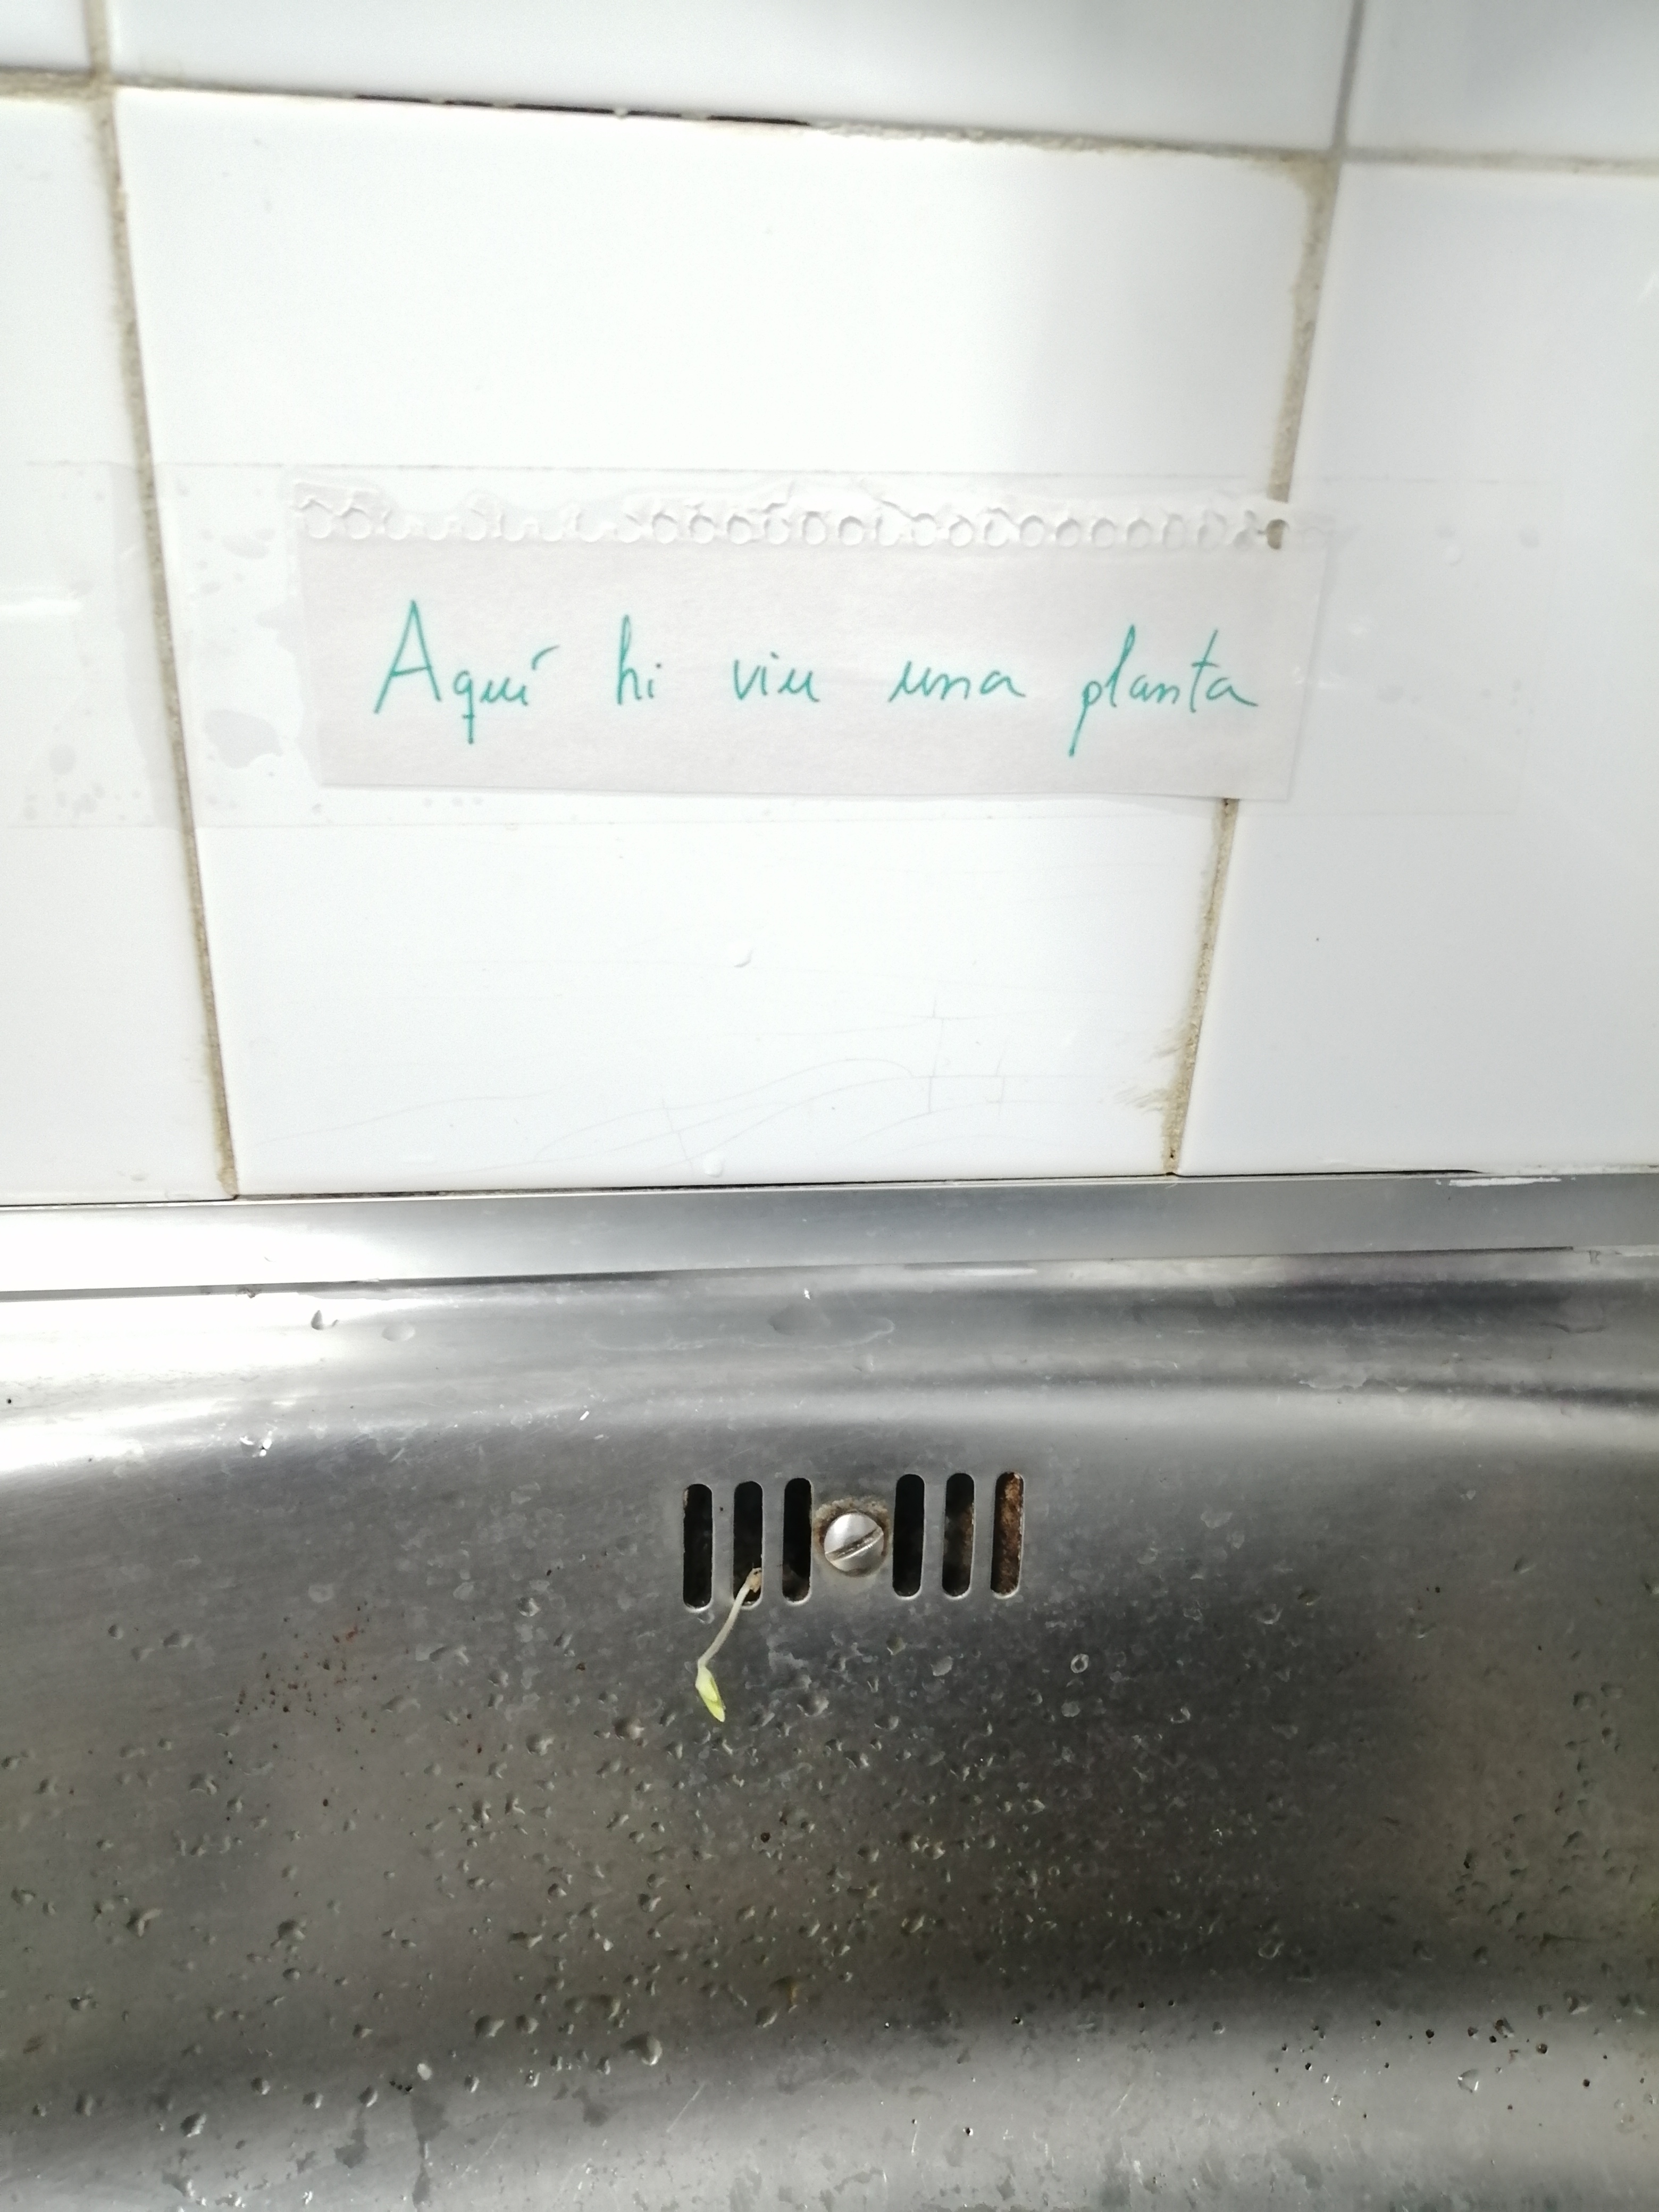 Aquí hi viu una planta